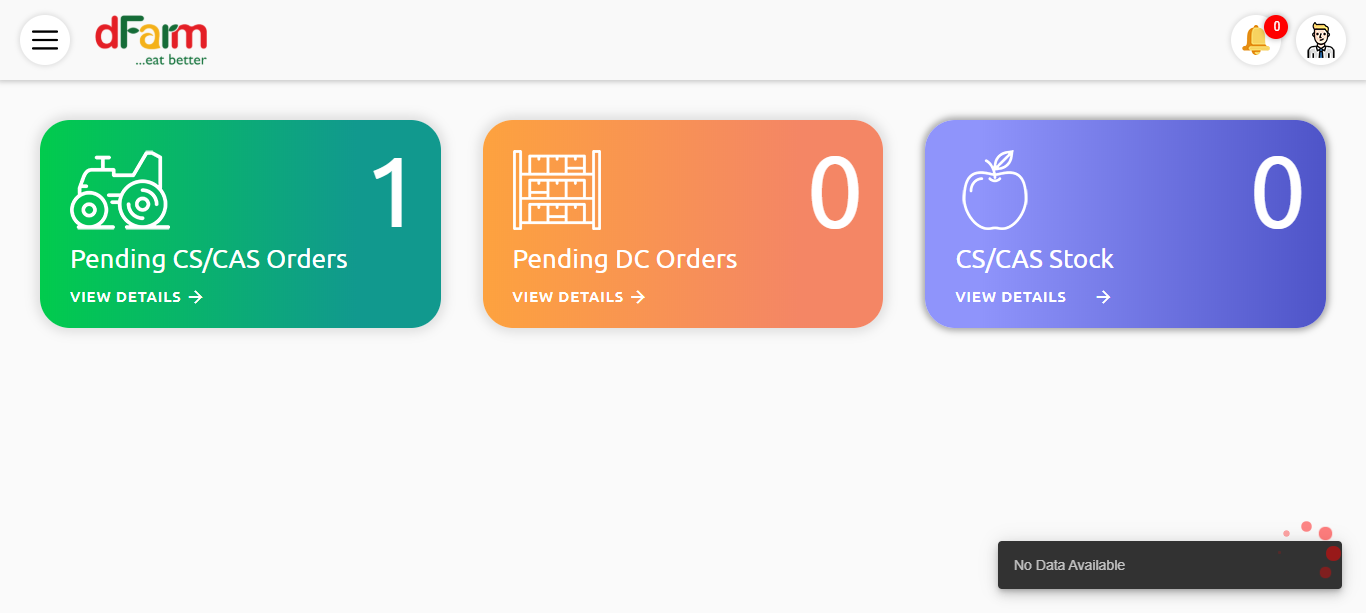 dFarm
...eat better
0
1
Pending CS/CAS Orders
VIEW DETAILS →
0
Pending DC Orders
VIEW DETAILS →
0
CS/CAS Stock
VIEW DETAILS →
No Data Available